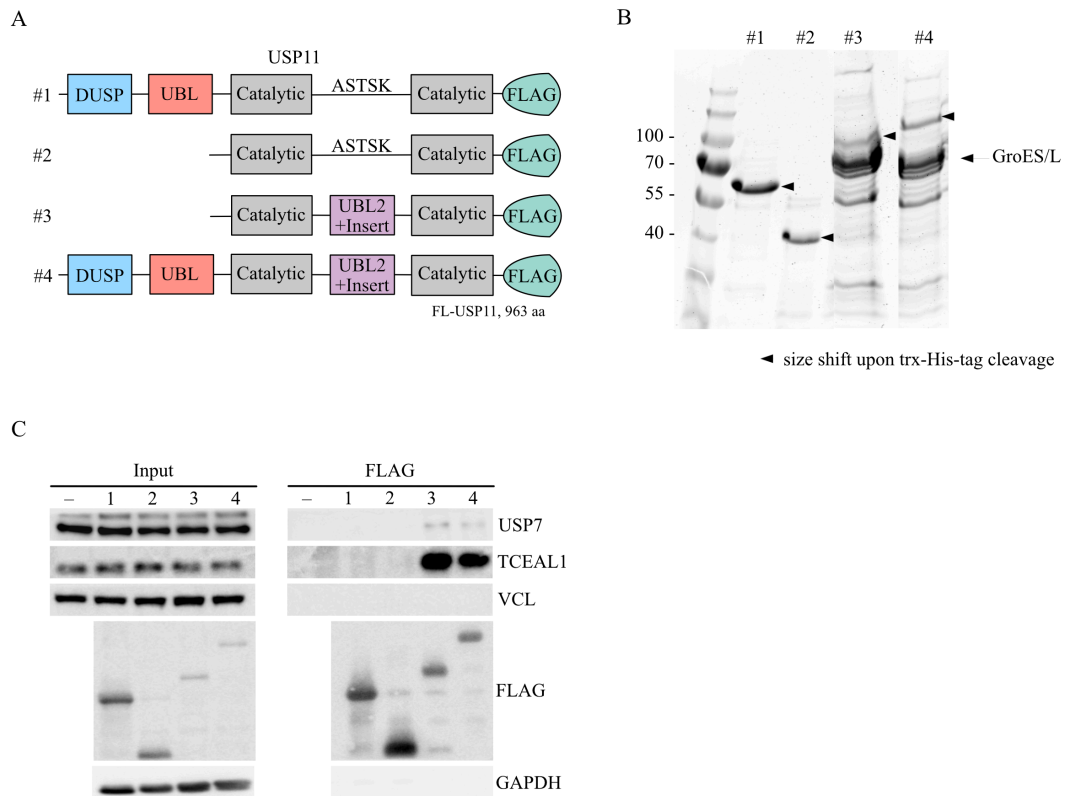 A
USP11
#1 DUSP UBL Catalytic ASTSK Catalytic FLAG
#2 Catalytic ASTSK Catalytic FLAG
#3 Catalytic UBL2 +Insert Catalytic FLAG
#4 DUSP UBL Catalytic UBL2 +Insert Catalytic FLAG
FL-USP11, 963 aa
B
#1 #2 #3 #4
100
70
55
40
GroES/L
size shift upon trx-His-tag cleavage
C
Input FLAG
– 1 2 3 4 – 1 2 3 4
USP7
TCEAL1
VCL
FLAG
GAPDH